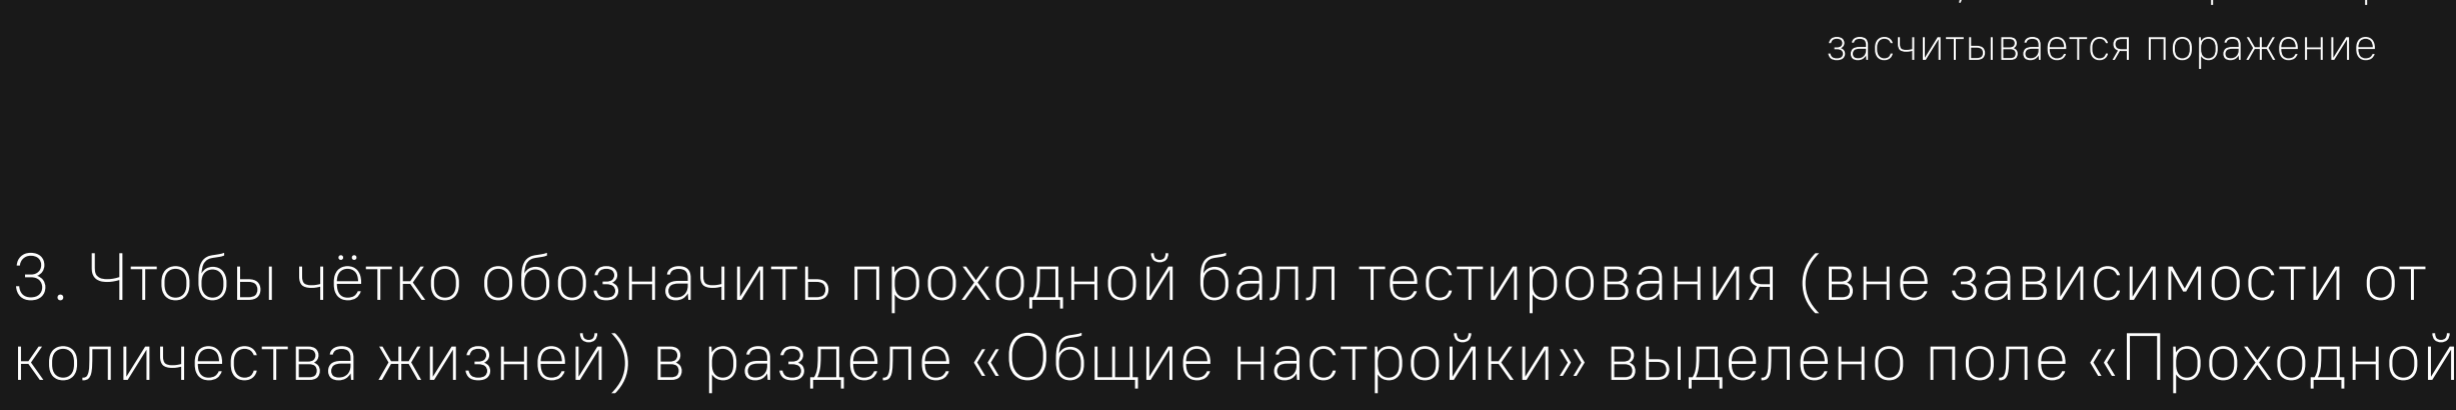 засчитывается поражение
3. Чтобы чётко обозначить проходной балл тестирования (вне зависимости от
количества жизней) в разделе «Общие настройки» выделено поле «Проходной